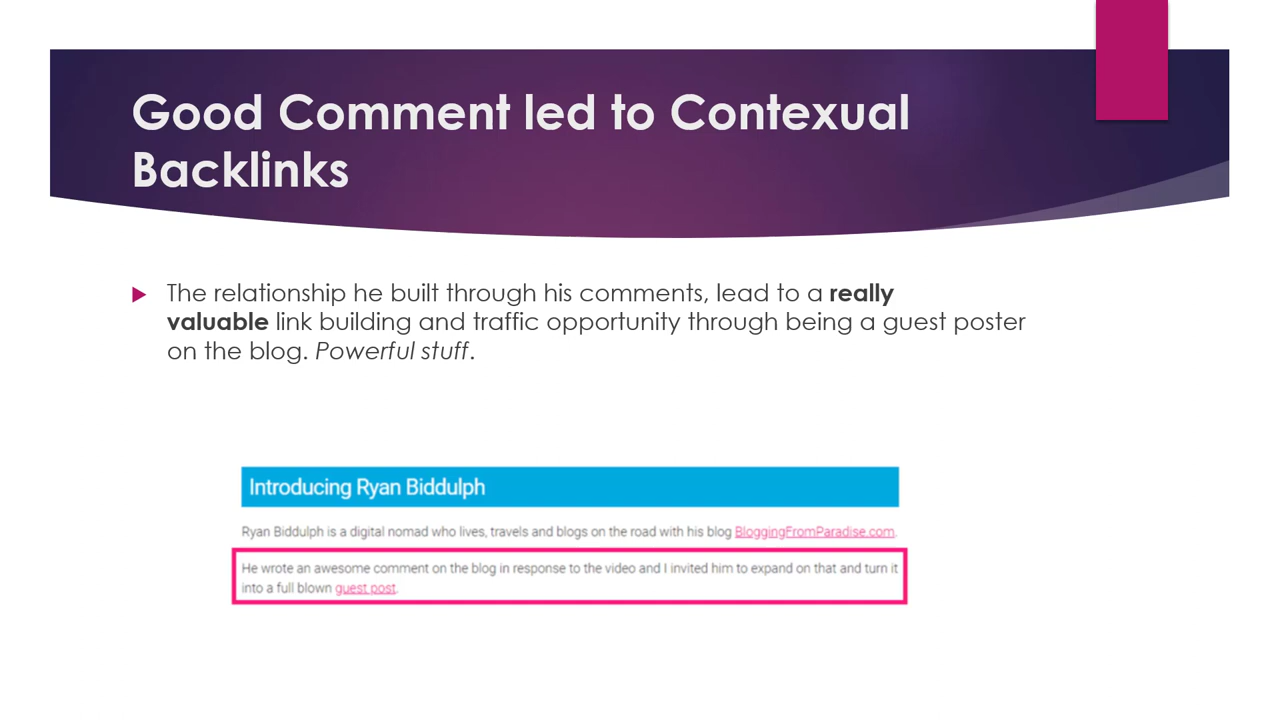 Good Comment led to Contexual
Backlinks
The relationship he built through his comments, lead to a really
valuable link building and traffic opportunity through being a guest poster
on the blog. Powerful stuff.
Introducing Ryan Biddulph
Ryan Biddulph is a digital nomad who lives, travels and blogs on the road with his blog BloggingFromParadise.com.
He wrote an awesome comment on the blog in response to the video and I invited him to expand on that and turn it
into a full blown guest post.